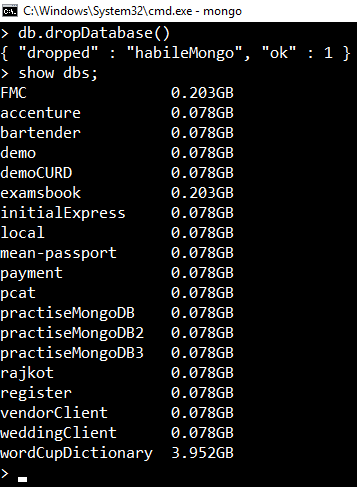 C:\Windows\System32\cmd.exe - mongo
> db.dropDatabase()
{ "dropped" : "habileMongo", "ok" : 1 }
> show dbs;
FMC 0.203GB
accenture 0.078GB
bartender 0.078GB
demo 0.078GB
demoCURD 0.078GB
examsbook 0.203GB
initialExpress 0.078GB
local 0.078GB
mean-passport 0.078GB
payment 0.078GB
pcat 0.078GB
practiseMongoDB 0.078GB
practiseMongoDB2 0.078GB
practiseMongoDB3 0.078GB
rajkot 0.078GB
register 0.078GB
vendorClient 0.078GB
weddingClient 0.078GB
wordCupDictionary 3.952GB
>